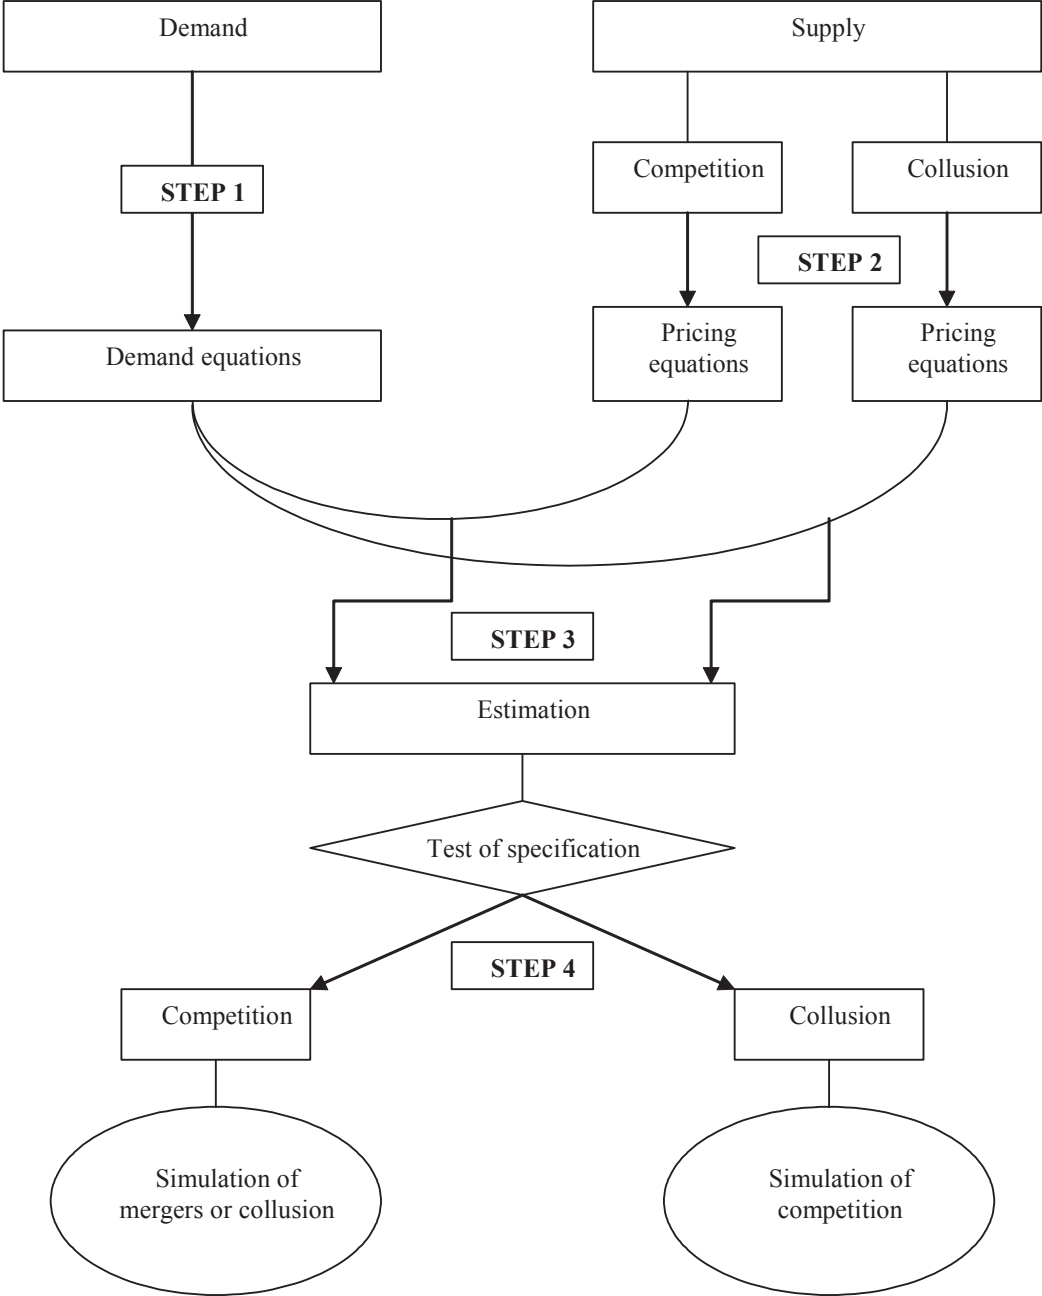 Demand
Supply
Competition
Collusion
STEP 1
STEP 2
Demand equations
Pricing
equations
Pricing
equations
STEP 3
Estimation
Test of specification
STEP 4
Competition
Collusion
Simulation of
mergers or collusion
Simulation of
competition